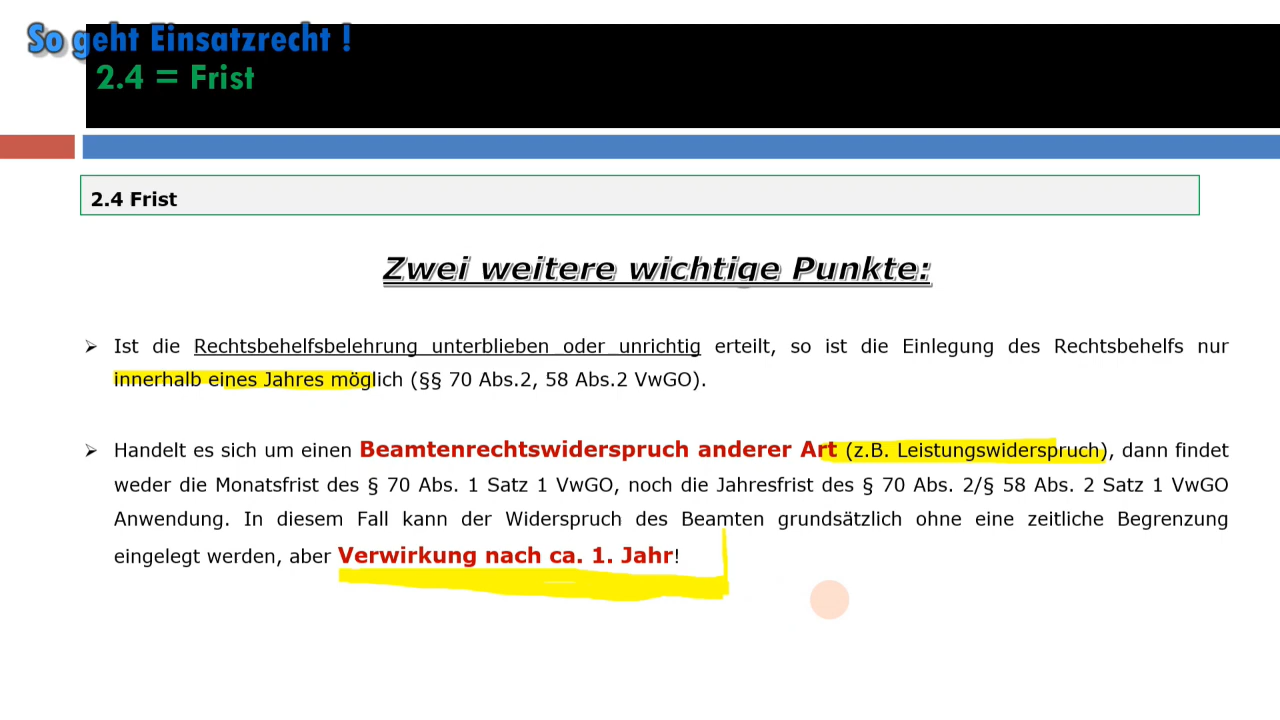 So geht Einsatzrecht !
2.4 = Frist
2.4 Frist
Zwei weitere wichtige Punkte:
➢ Ist die Rechtsbehelfsbelehrung unterblieben oder unrichtig erteilt, so ist die Einlegung des Rechtsbehelfs nur
innerhalb eines Jahres möglich (§§ 70 Abs.2, 58 Abs.2 VwGO).
➢ Handelt es sich um einen Beamtenrechtswiderspruch anderer Art (z.B. Leistungswiderspruch), dann findet
weder die Monatsfrist des § 70 Abs. 1 Satz 1 VwGO, noch die Jahresfrist des § 70 Abs. 2/§ 58 Abs. 2 Satz 1 VwGO
Anwendung. In diesem Fall kann der Widerspruch des Beamten grundsätzlich ohne eine zeitliche Begrenzung
eingelegt werden, aber Verwirkung nach ca. 1. Jahr!